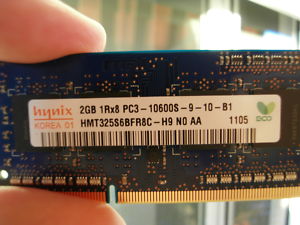 hynix
KOREA 01
2GB 1Rx8 PC3-10600S-9-10-B1
HMT325S6BFR8C-H9 N0 AA
1105
eco